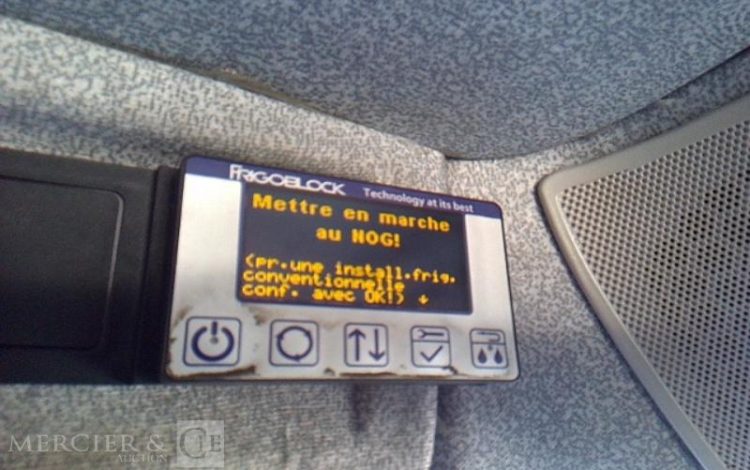 FRIGOBLOCK Technology at its best
Mettre en marche
au NOG!
(pr.une install.frig.
conventionnelle
conf. avec OK!) ↓
MERCIER & CIE
AUCTION